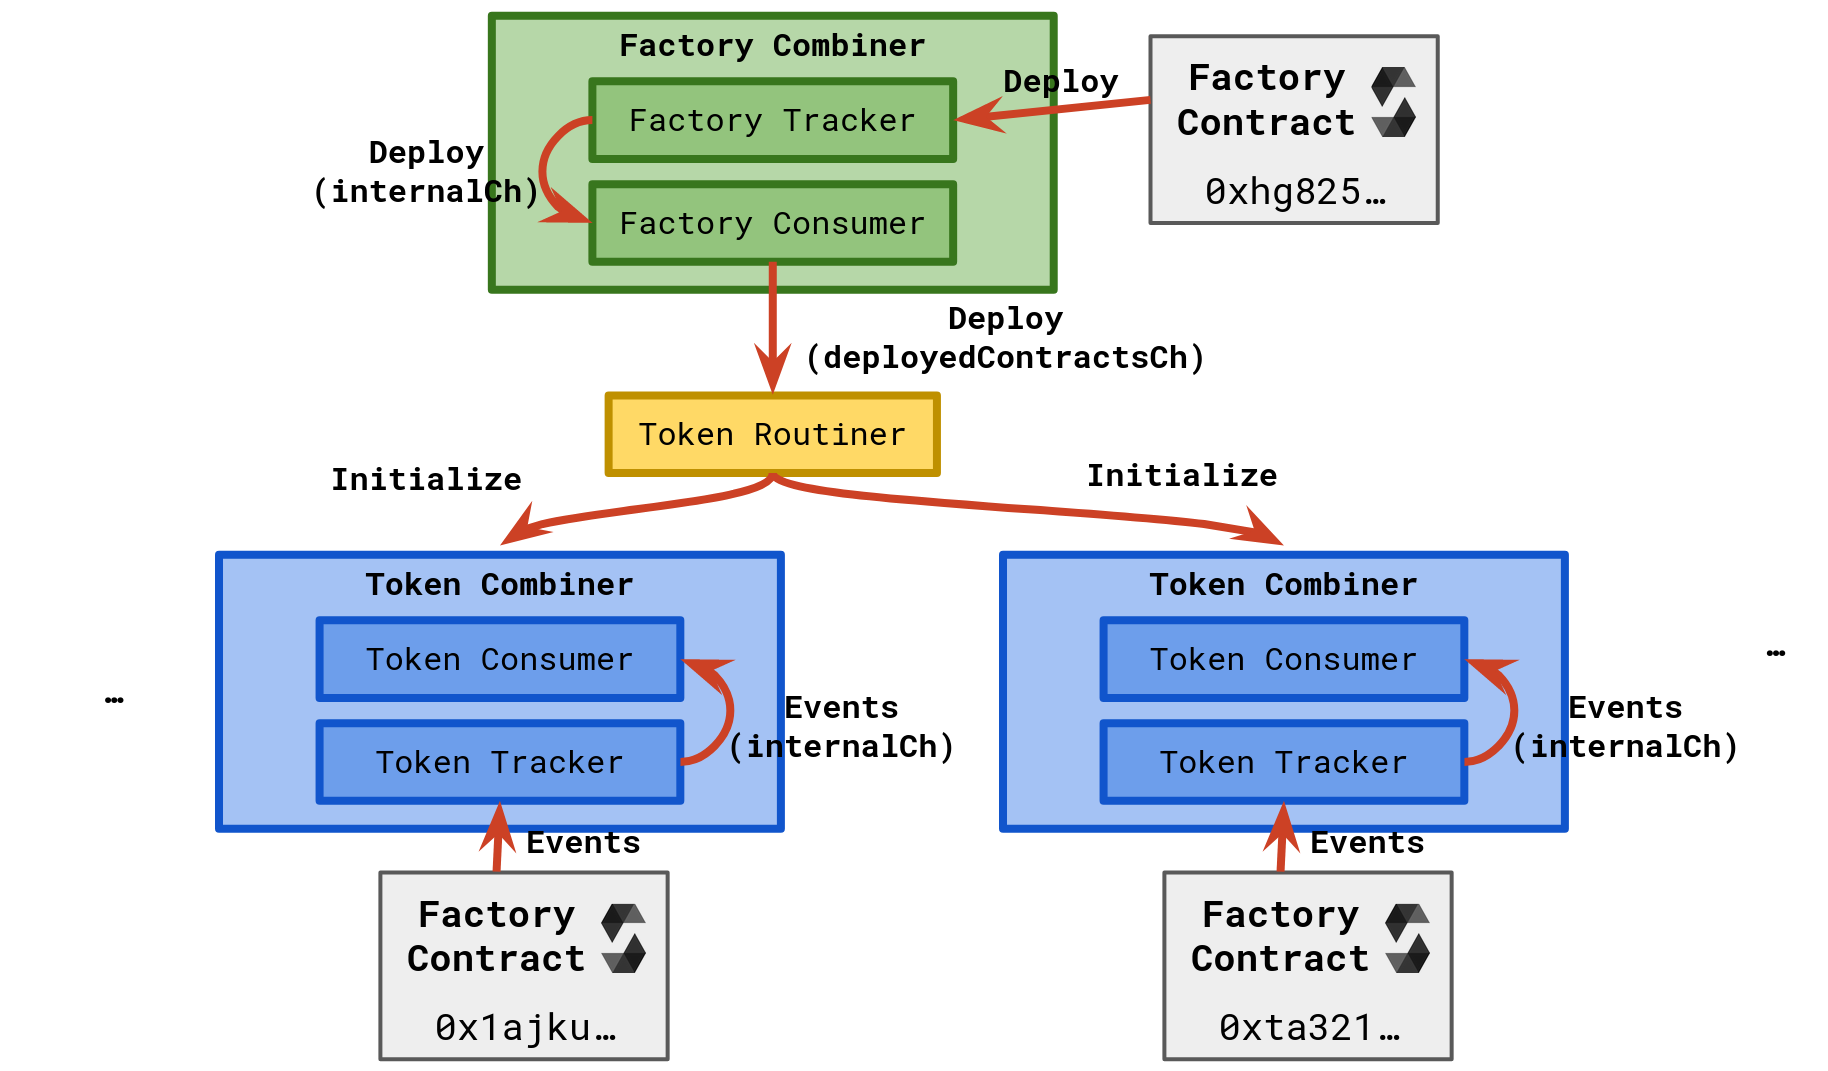 Factory Combiner
Factory Tracker
Deploy
Factory
Contract
0xhg825…
Deploy
(internalCh)
Factory Consumer
Deploy
(deployedContractsCh)
Token Routiner
Initialize
Initialize
Token Combiner
Token Consumer
Events
(internalCh)
Token Tracker
Events
Factory
Contract
0x1ajku…
…
Token Combiner
Token Consumer
Events
(internalCh)
Token Tracker
Events
Factory
Contract
0xta321…
…